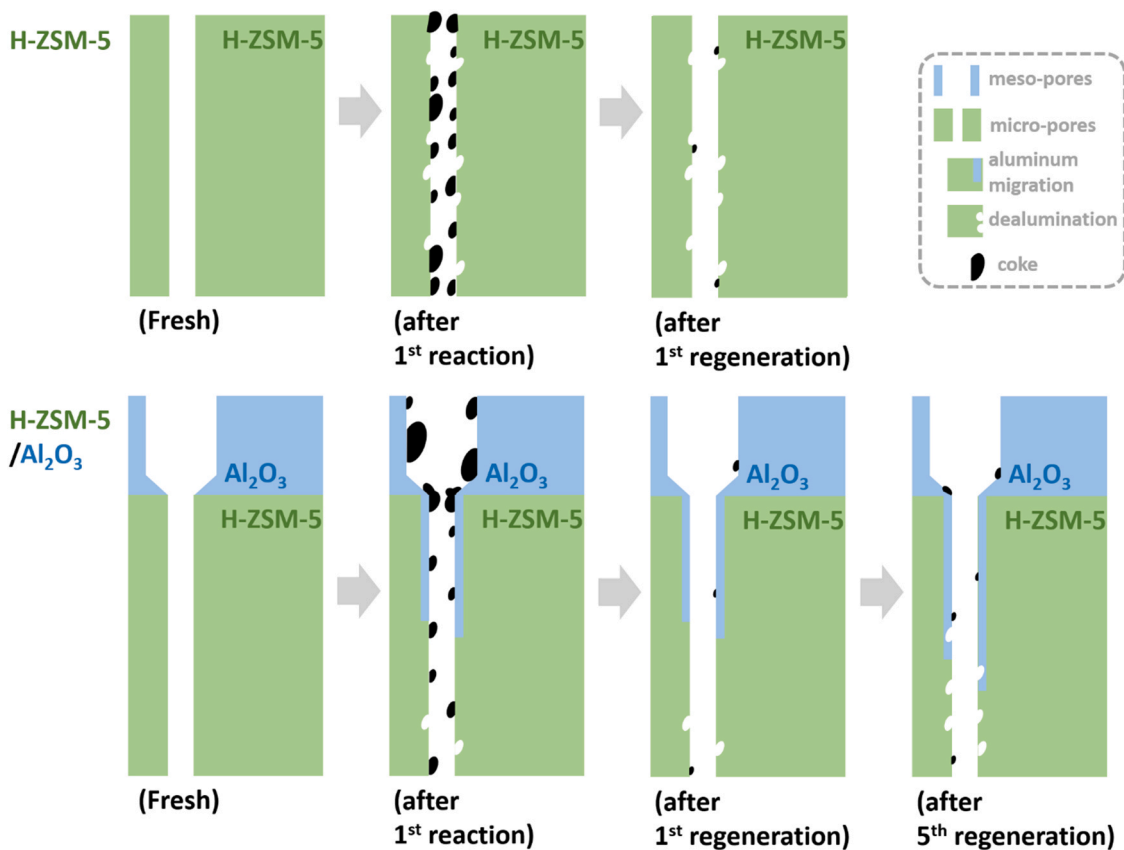 H-ZSM-5
H-ZSM-5
H-ZSM-5
H-ZSM-5
(Fresh)
(after
1st reaction)
(after
1st regeneration)
meso-pores
micro-pores
aluminum
migration
dealumination
coke
H-ZSM-5
/Al₂O₃
Al₂O₃
H-ZSM-5
(Fresh)
Al₂O₃
H-ZSM-5
(after
1st reaction)
Al₂O₃
H-ZSM-5
(after
1st regeneration)
Al₂O₃
H-ZSM-5
(after
5th regeneration)